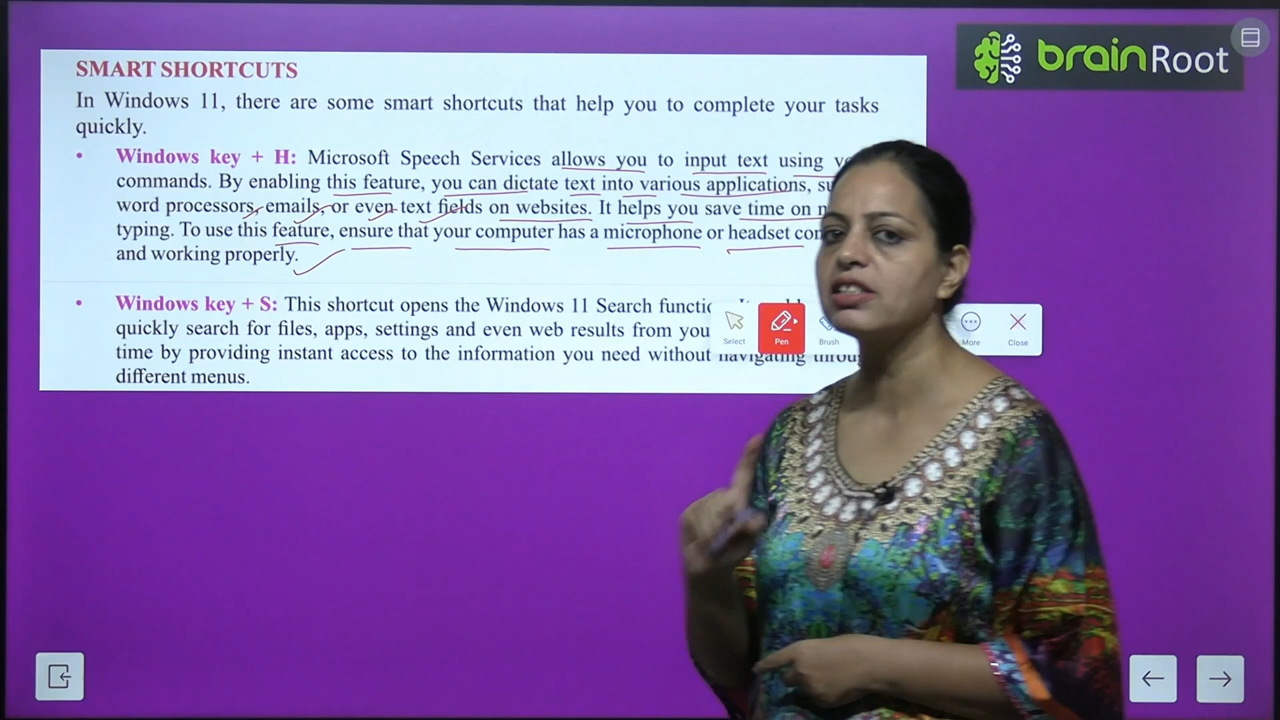 brainRoot
SMART SHORTCUTS
In Windows 11, there are some smart shortcuts that help you to complete your tasks
quickly.
• Windows key + H: Microsoft Speech Services allows you to input text using
commands. By enabling this feature, you can dictate text into various applications,
word processors, emails, or even text fields on websites. It helps you save time on
typing. To use this feature, ensure that your computer has a microphone or headset
and working properly.
• Windows key + S: This shortcut opens the Windows 11 Search
quickly search for files, apps, settings and even web results from
time by providing instant access to the information you need without navigating
different menus.
Select
Pen
Brush
More
Close